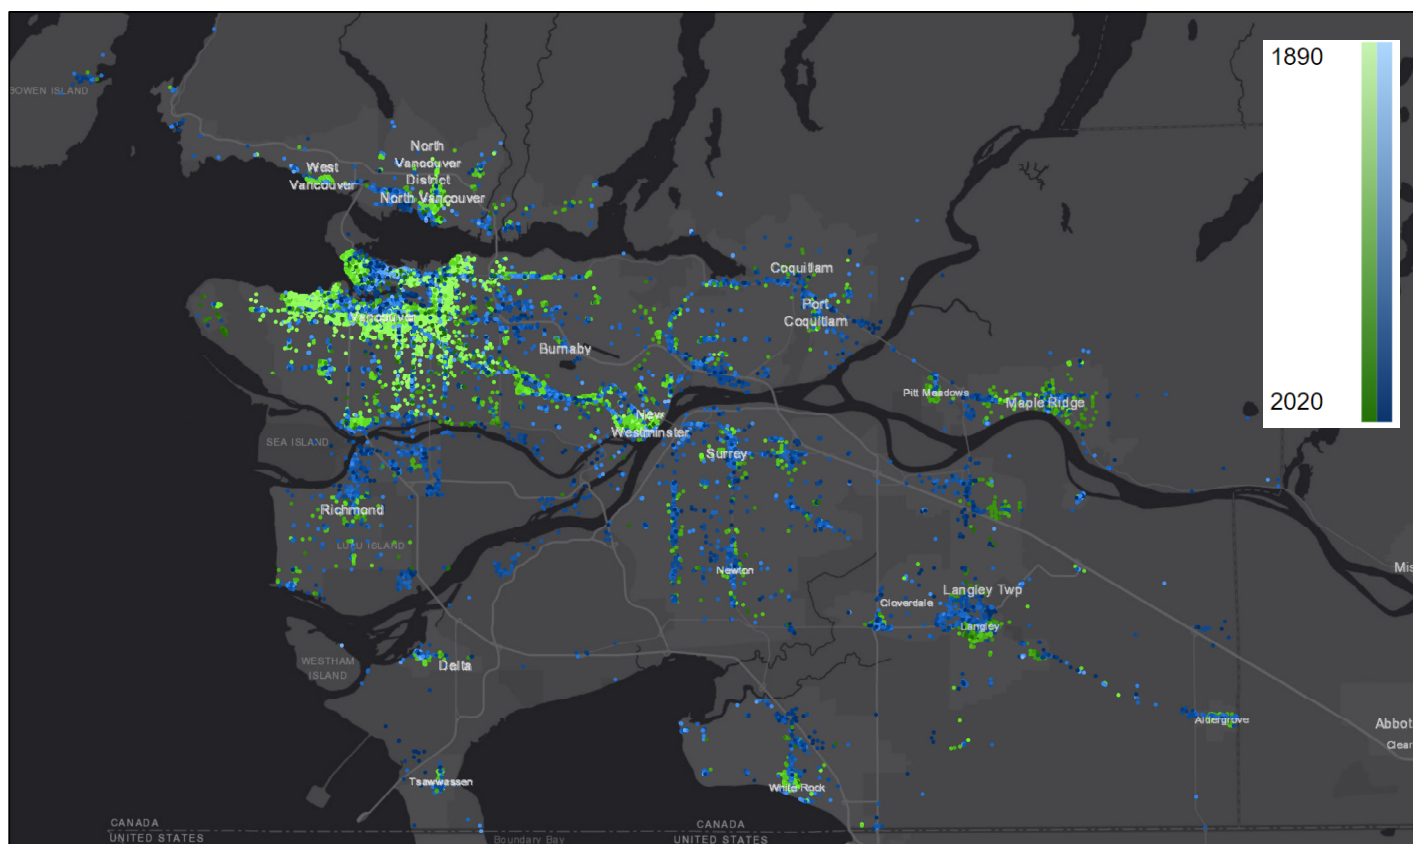 1890
BOWEN ISLAND
North
Vancouver
District
West
Vancouver
North Vancouver
Coquitlam
Port
Coquitlam
Vancouver
Burnaby
Pitt Meadows
Maple Ridge
2020
New
Westminster
SEA ISLAND
Surrey
Richmond
LULU ISLAND
Newton
Mis
Langley Twp
Cloverdale
Langley
WESTHAM
ISLAND
Delta
Aldergrove
Abbot
Clear
Tsawwassen
White Rock
CANADA
UNITED STATES
Boundary Bay
CANADA
UNITED STATES